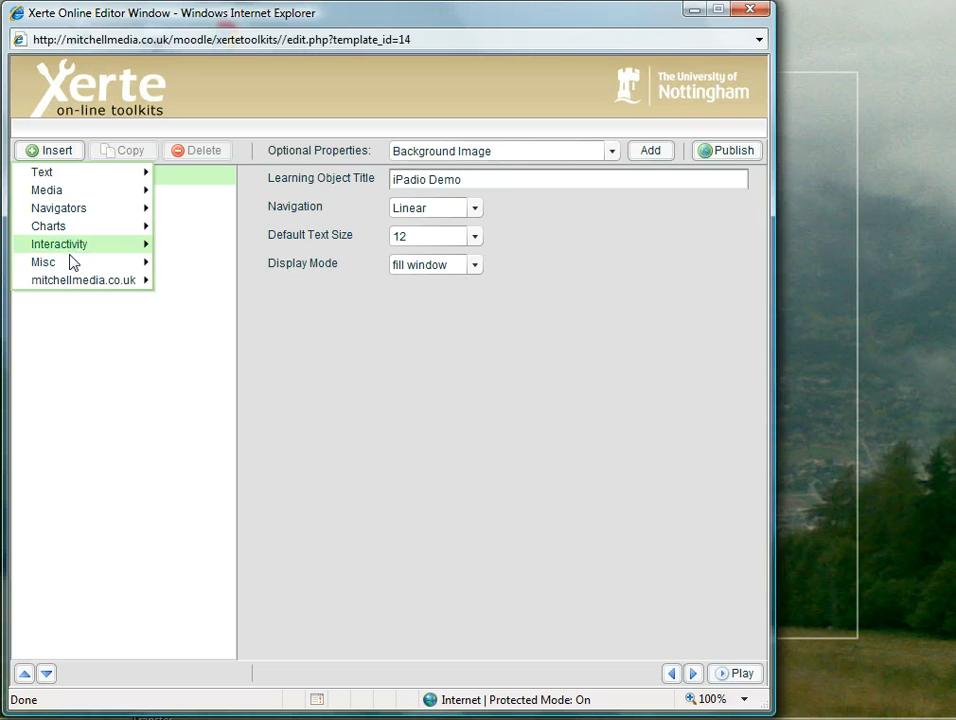 Xerte Online Editor Window - Windows Internet Explorer
http://mitchellmedia.co.uk/moodle/xertetoolkits//edit.php?template_id=14
Xerte
on-line toolkits
The University of
Nottingham
Insert
Copy
Delete
Optional Properties:
Background Image
Add
Publish
Text
Media
Navigators
Charts
Interactivity
Misc
mitchellmedia.co.uk
Learning Object Title
iPadio Demo
Navigation
Linear
Default Text Size
12
Display Mode
fill window
Play
Done
Internet | Protected Mode: On
100%